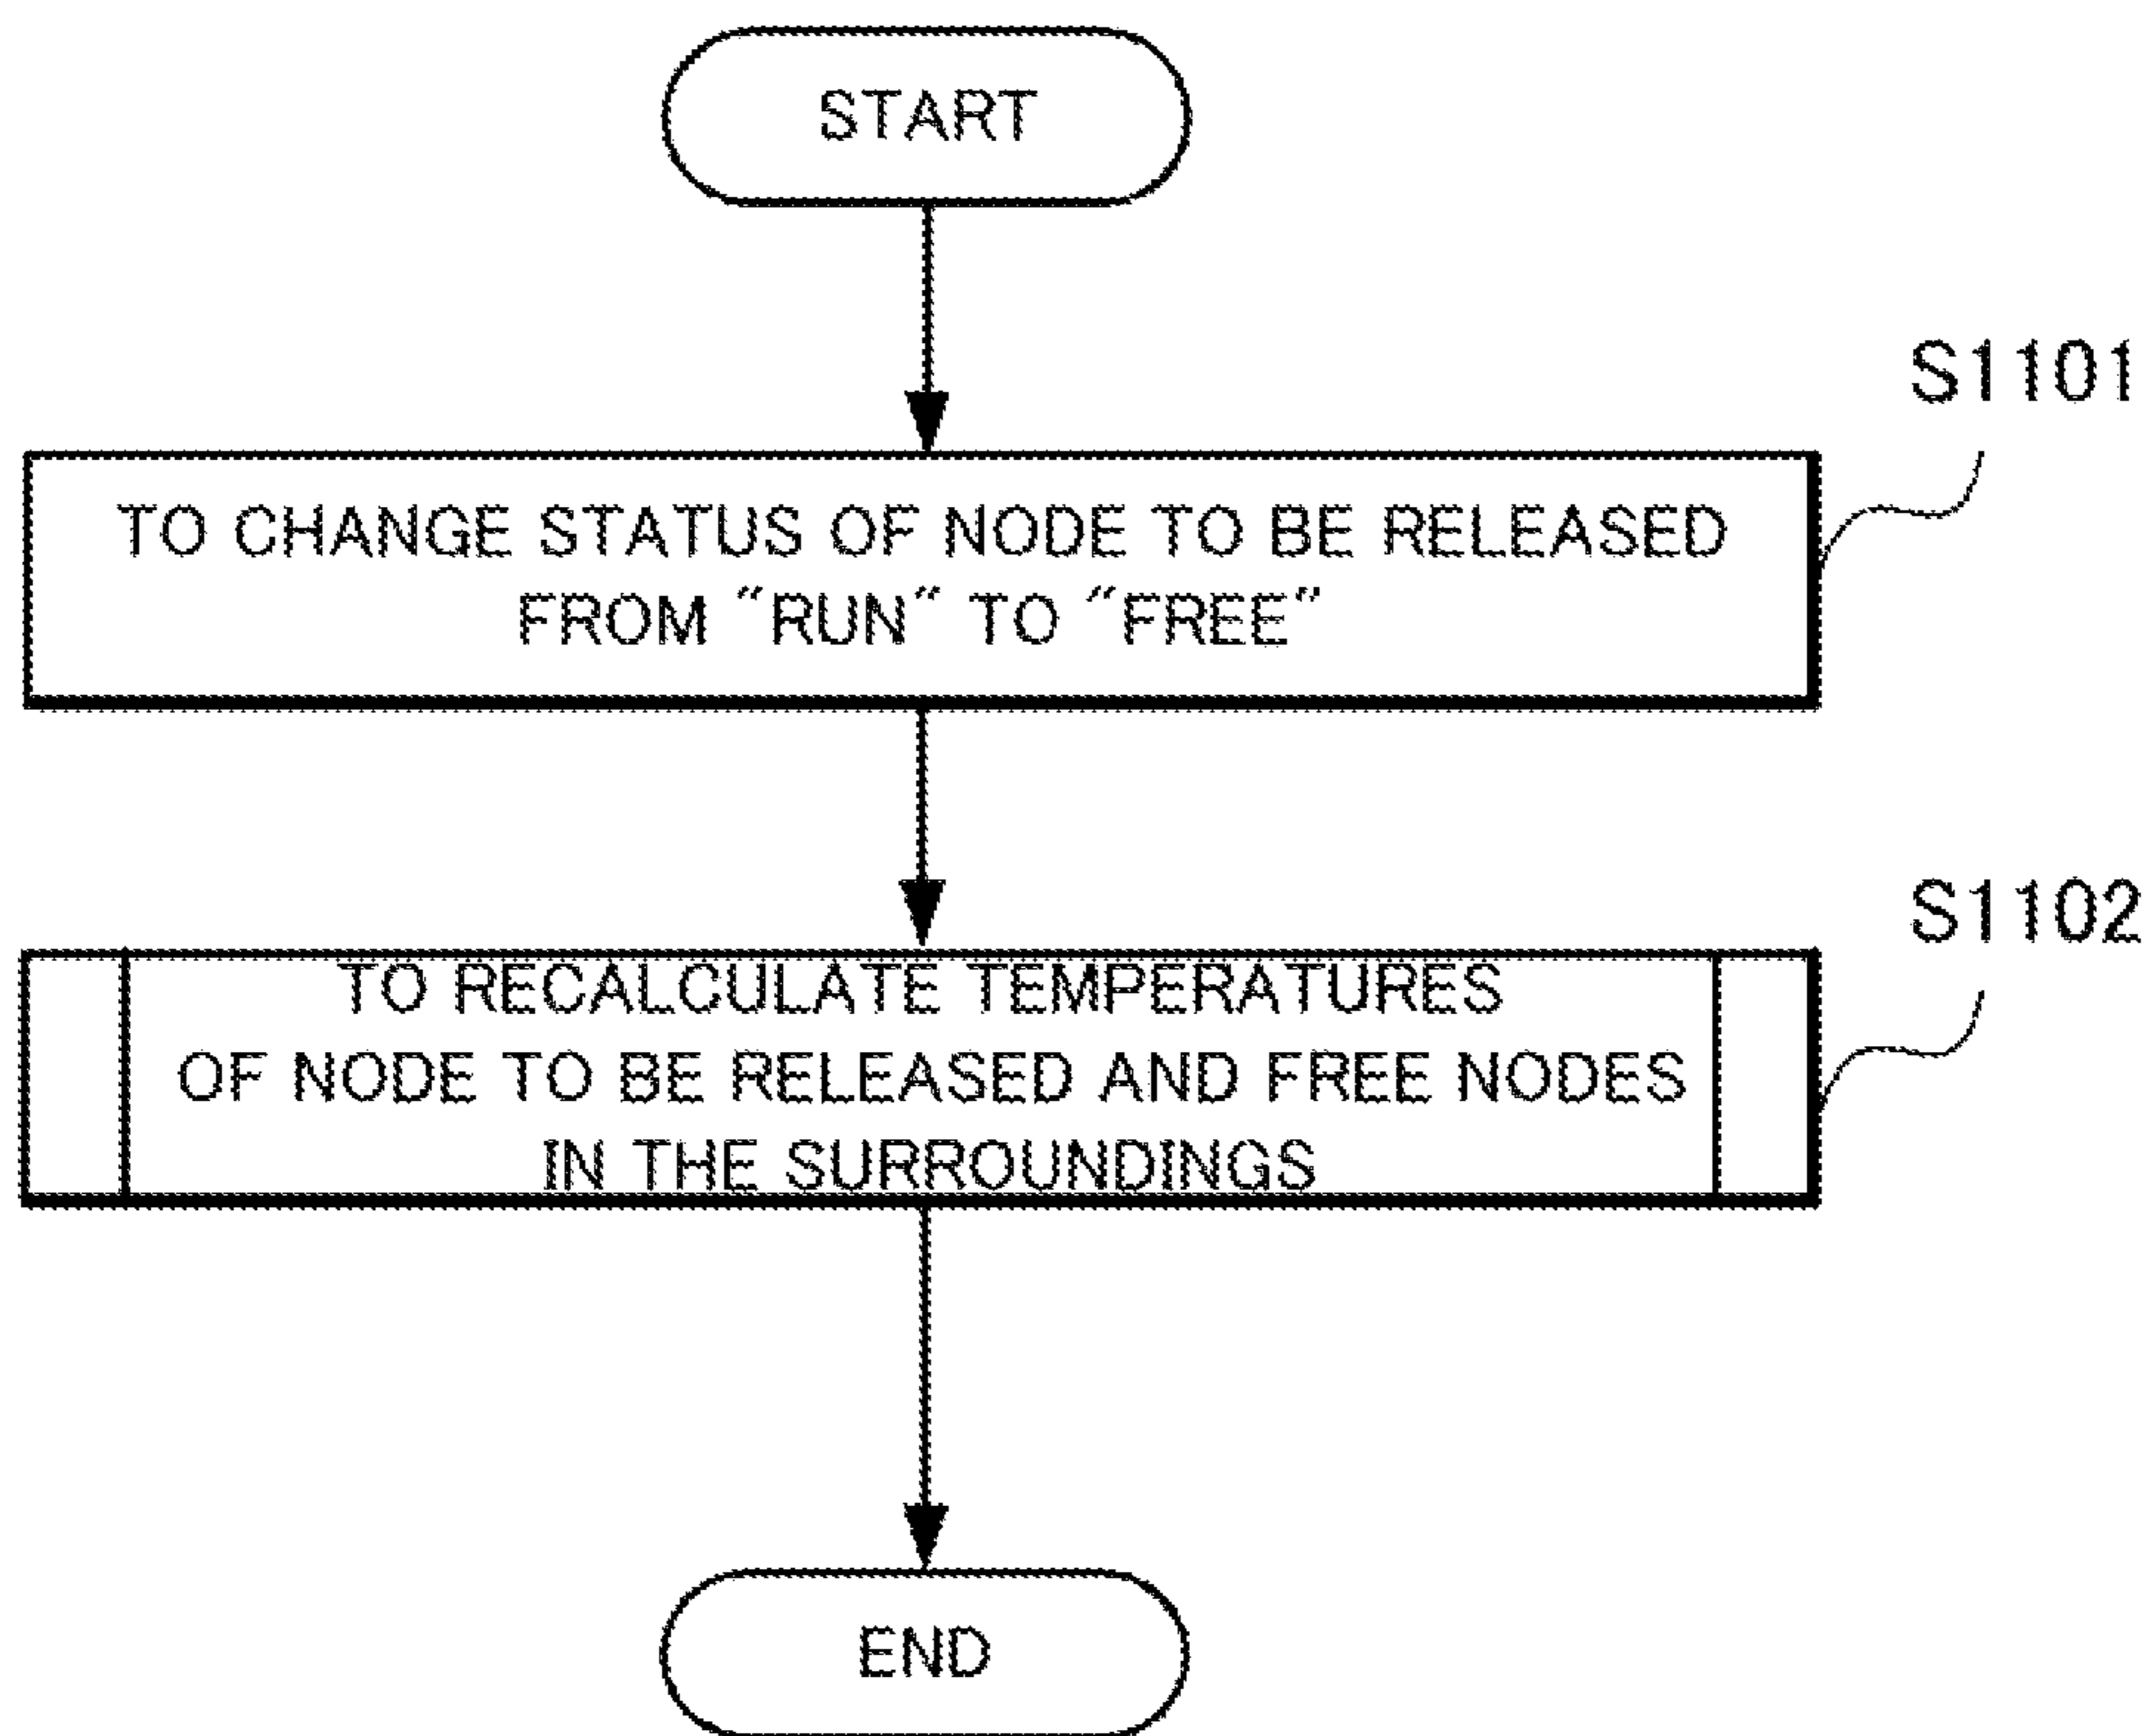 START
S1101
TO CHANGE STATUS OF NODE TO BE RELEASED
FROM "RUN" TO "FREE"
S1102
TO RECALCULATE TEMPERATURES
OF NODE TO BE RELEASED AND FREE NODES
IN THE SURROUNDINGS
END